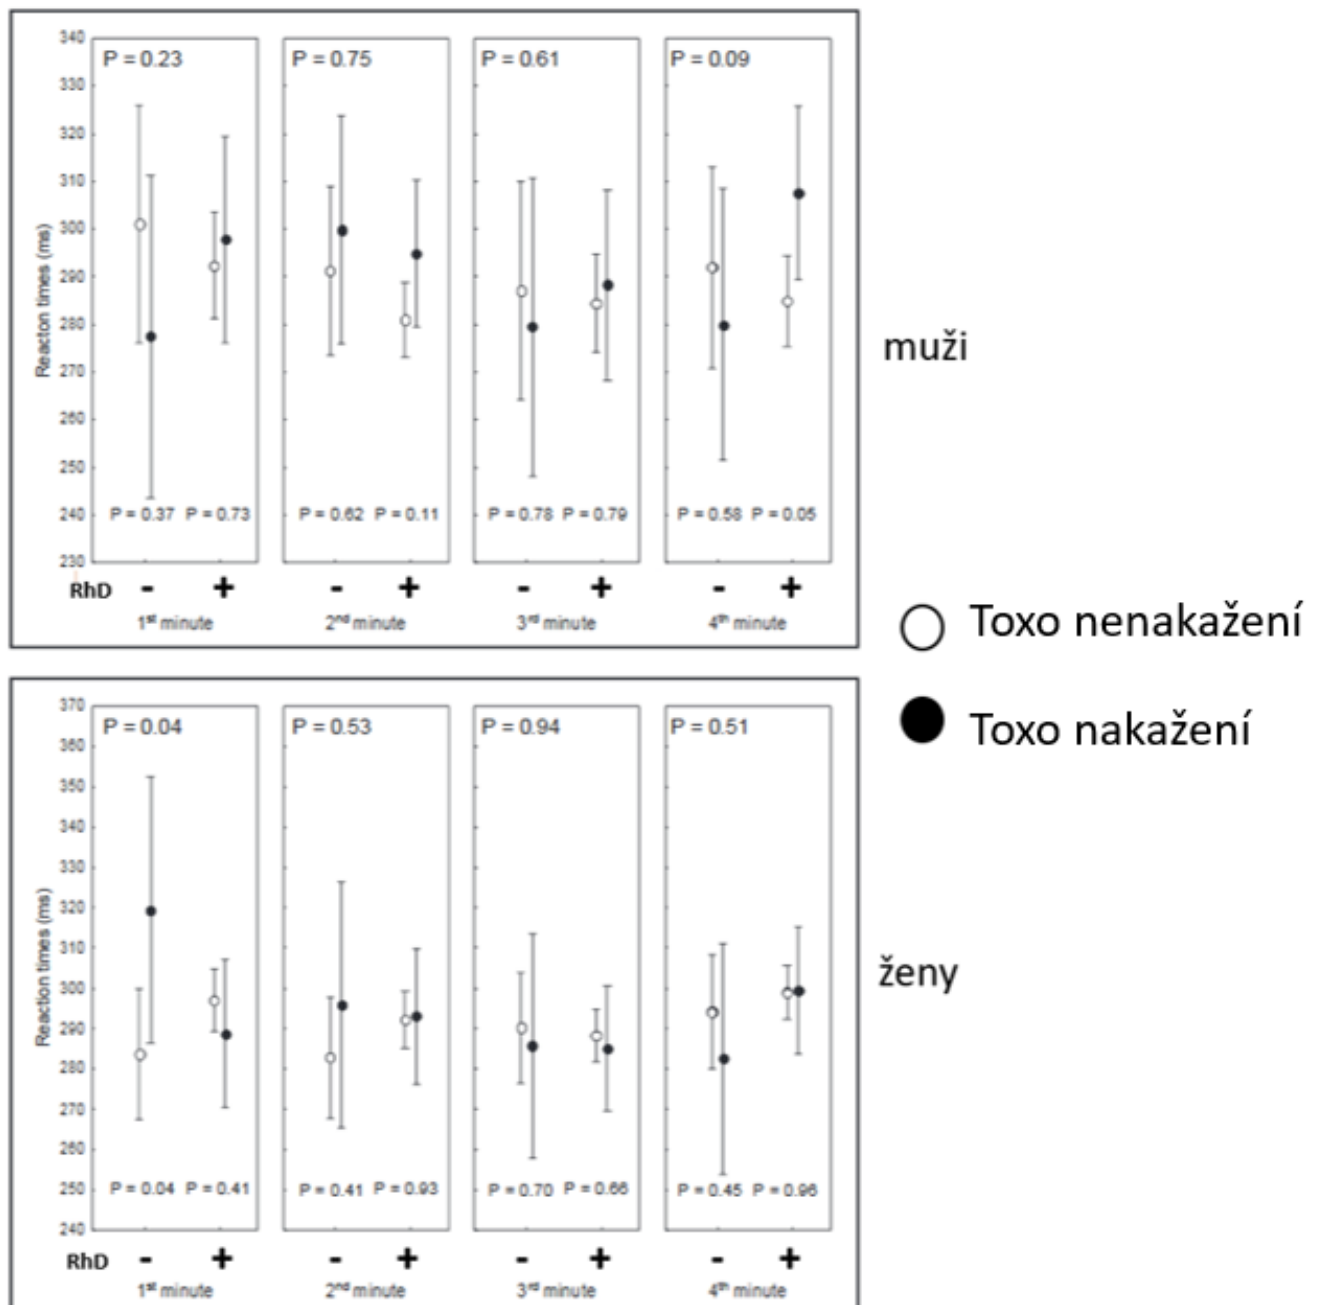 340
P = 0.23 P = 0.75 P = 0.61 P = 0.09
330
320
310
300
290
280
270
260
250
240
230
Reacton times (ms)
P = 0.37 P = 0.73 P = 0.62 P = 0.11 P = 0.78 P = 0.79 P = 0.58 P = 0.05
RhD - + - + - + - +
1st minute 2nd minute 3rd minute 4th minute
muži
Toxo nenakažení
Toxo nakažení
370
P = 0.04 P = 0.53 P = 0.94 P = 0.51
360
350
340
330
320
310
300
290
280
270
260
250
240
Reaction times (ms)
P = 0.04 P = 0.41 P = 0.41 P = 0.93 P = 0.70 P = 0.66 P = 0.45 P = 0.96
RhD - + - + - + - +
1st minute 2nd minute 3rd minute 4th minute
ženy